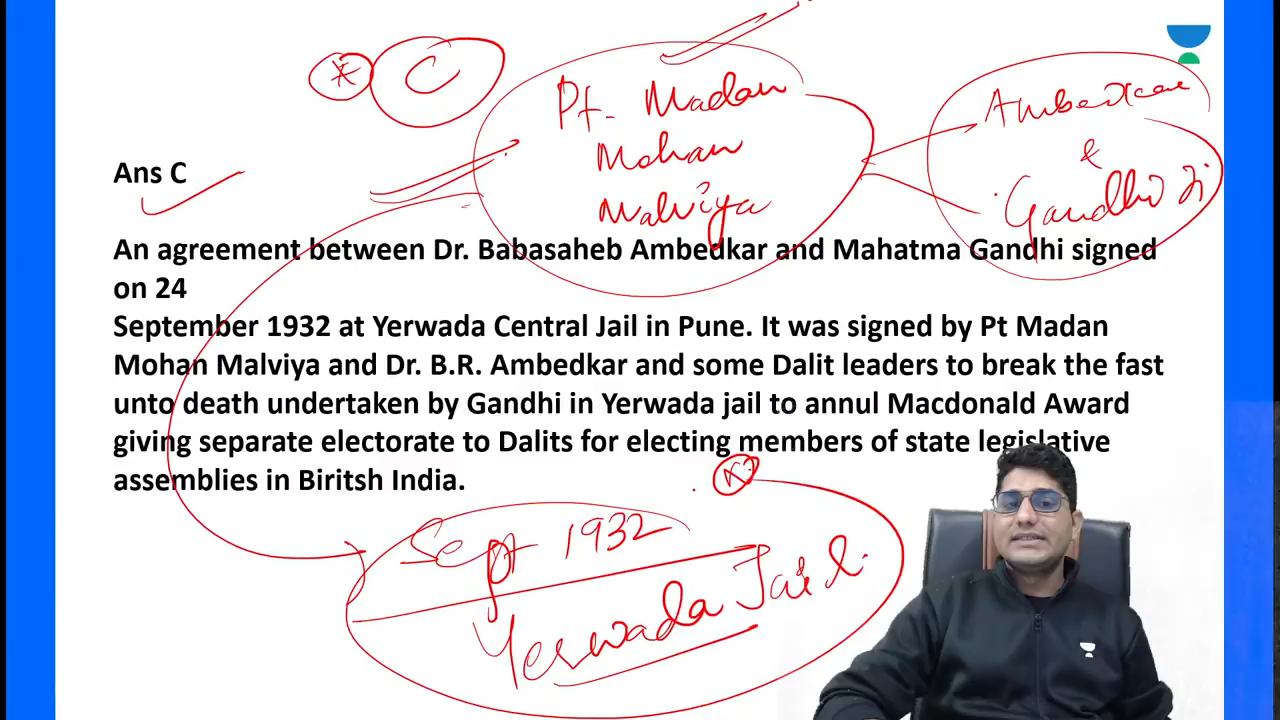 C
Pt. Madan
Mohan
Malviya
Ambedkar
&
Gandhi Ji
Ans C
An agreement between Dr. Babasaheb Ambedkar and Mahatma Gandhi signed
on 24
September 1932 at Yerwada Central Jail in Pune. It was signed by Pt Madan
Mohan Malviya and Dr. B.R. Ambedkar and some Dalit leaders to break the fast
unto death undertaken by Gandhi in Yerwada jail to annul Macdonald Award
giving separate electorate to Dalits for electing members of state legislative
assemblies in Biritsh India.
Sept 1932
Yerwada Jail